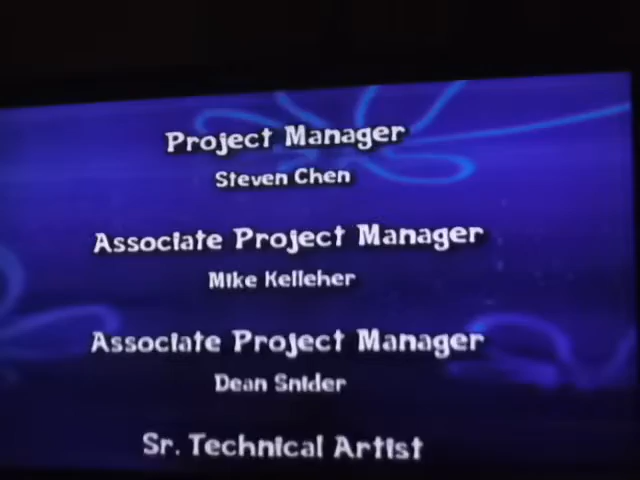 Project Manager
Steven Chen
Associate Project Manager
Mike Kelleher
Associate Project Manager
Dean Snider
Sr. Technical Artist